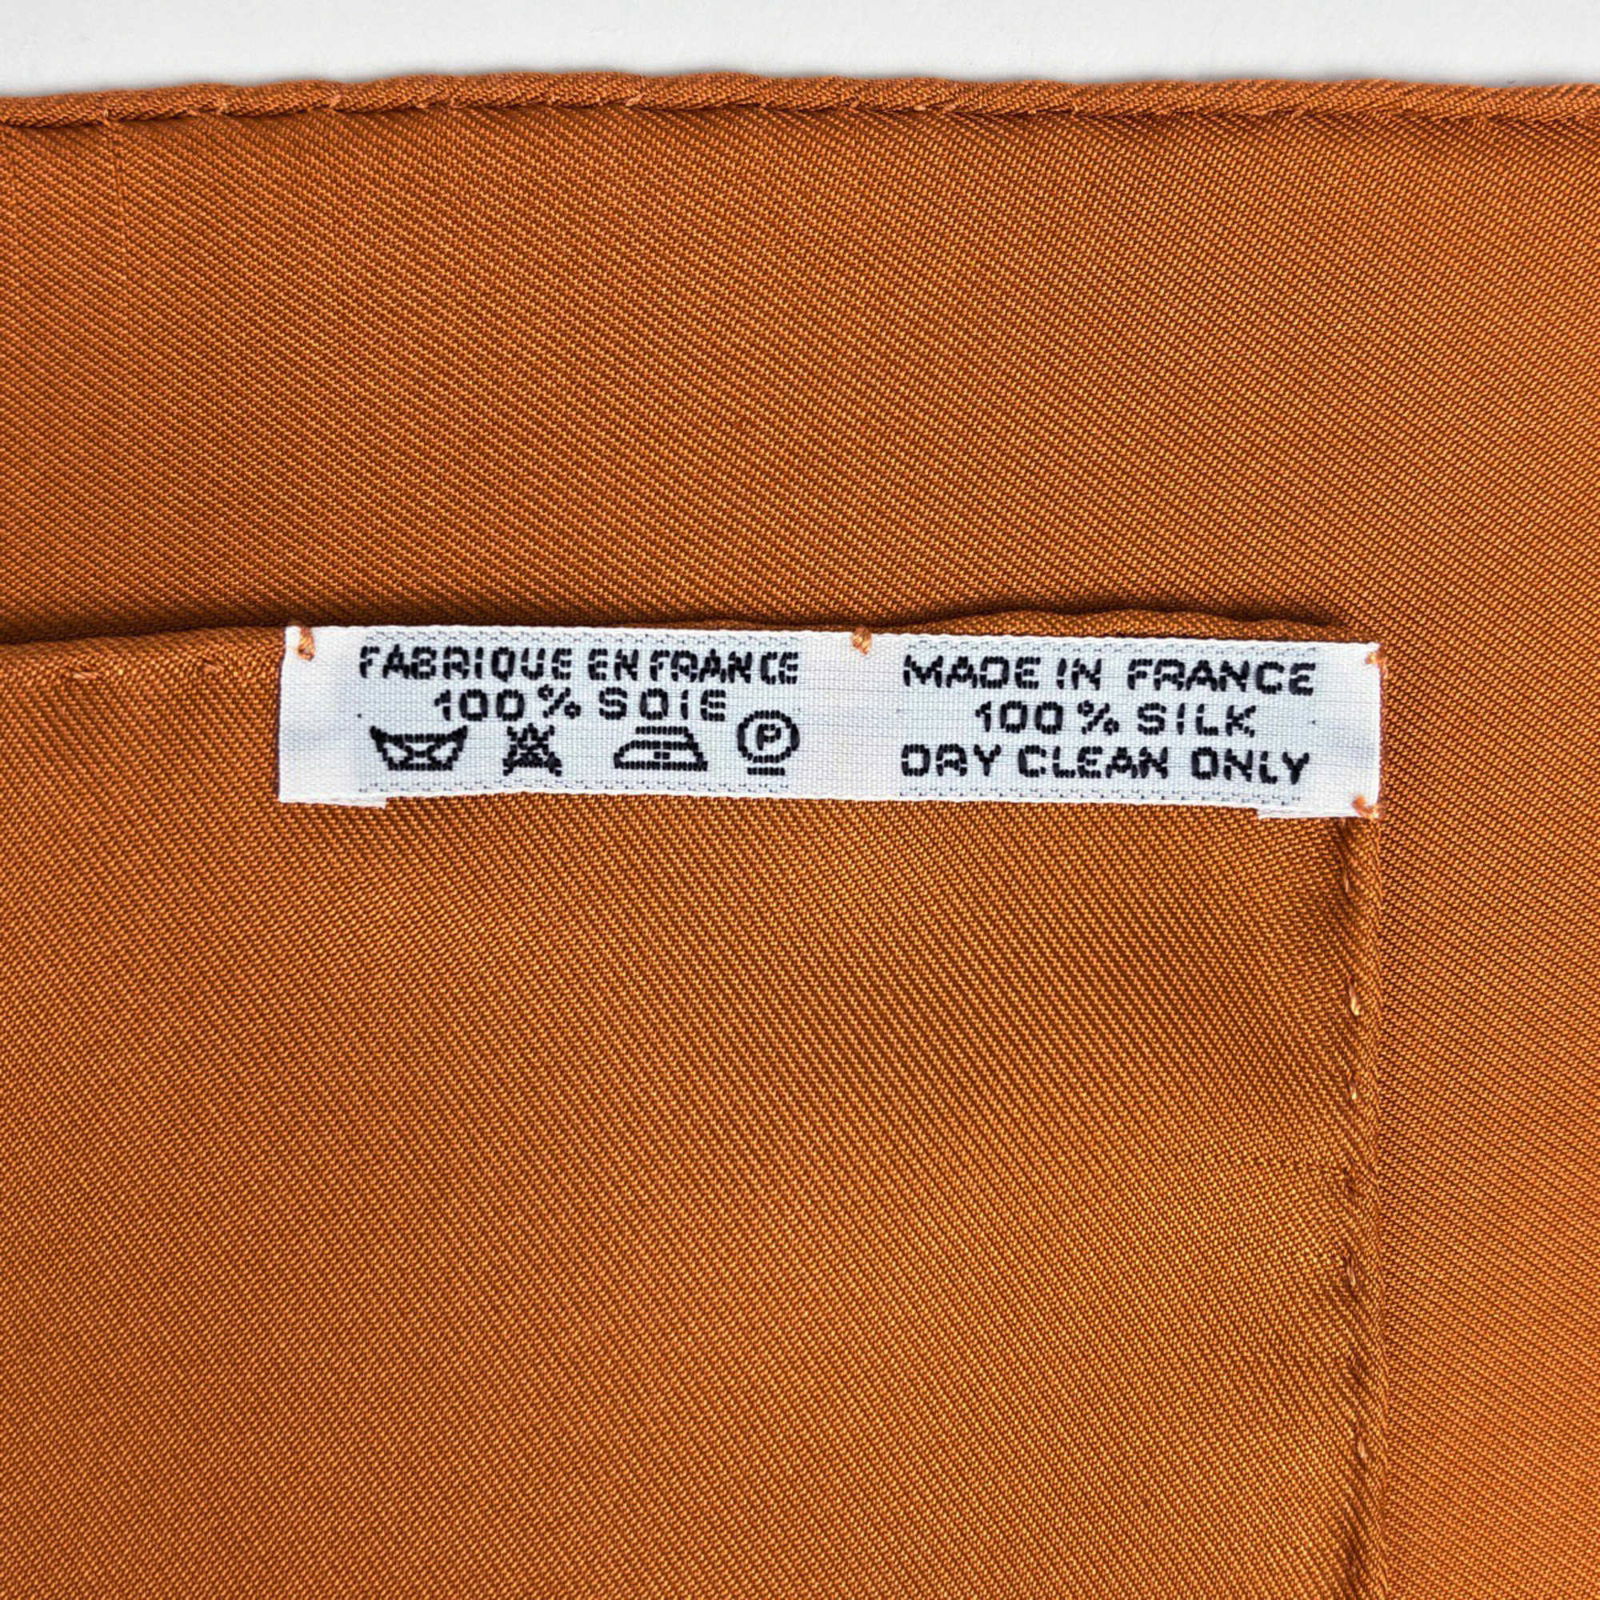 FABRIQUE EN FRANCE
100% SOIE
P
MADE IN FRANCE
100% SILK
DRY CLEAN ONLY